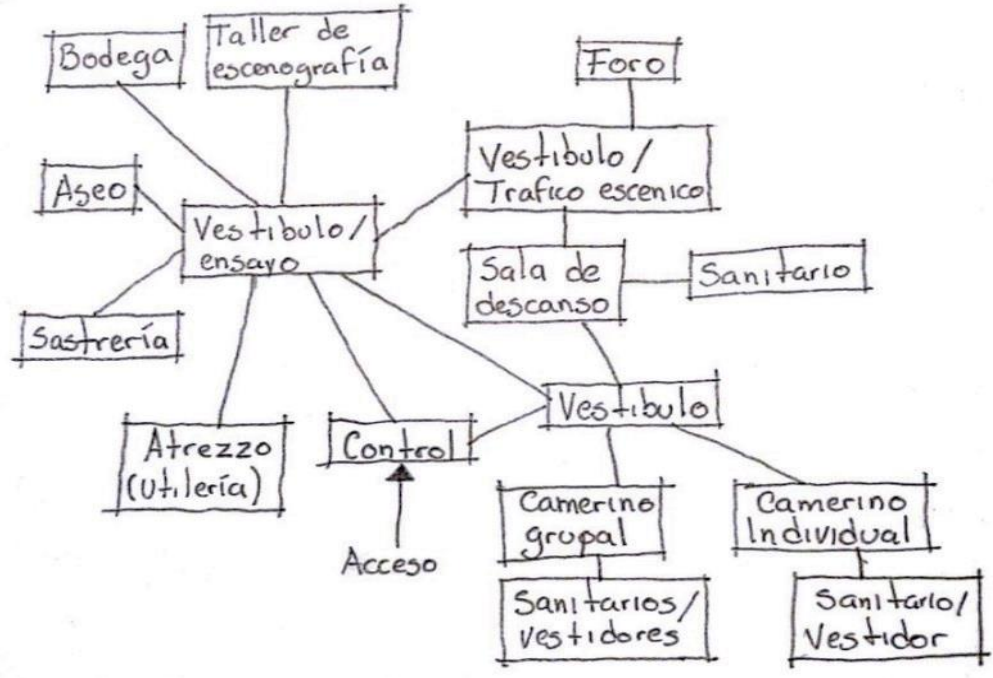 Bodega
Taller de
escenografía
Foro
Aseo
Vestibulo /
Trafico escenico
Vestibulo /
ensayo
Sala de
descanso
Sanitario
Sastrería
Vestibulo
Atrezzo
(Utilería)
Control
Acceso
Camerino
grupal
Camerino
Individual
Sanitarios /
vestidores
Sanitario /
Vestidor